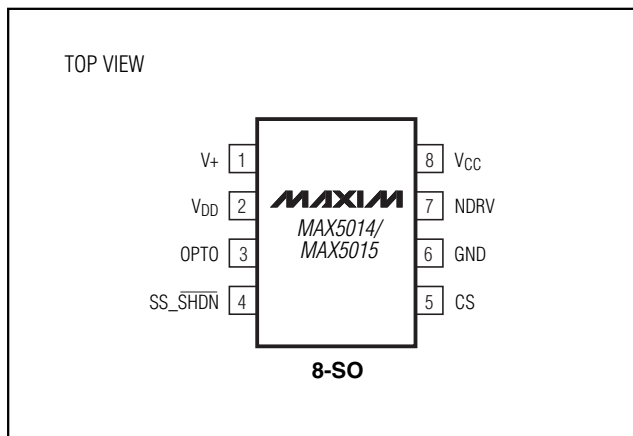 TOP VIEW
V+ 1
8 VCC
VDD 2
MAXIM
7 NDRV
MAX5014/
MAX5015
OPTO 3
6 GND
SS_SHDN 4
5 CS
8-SO